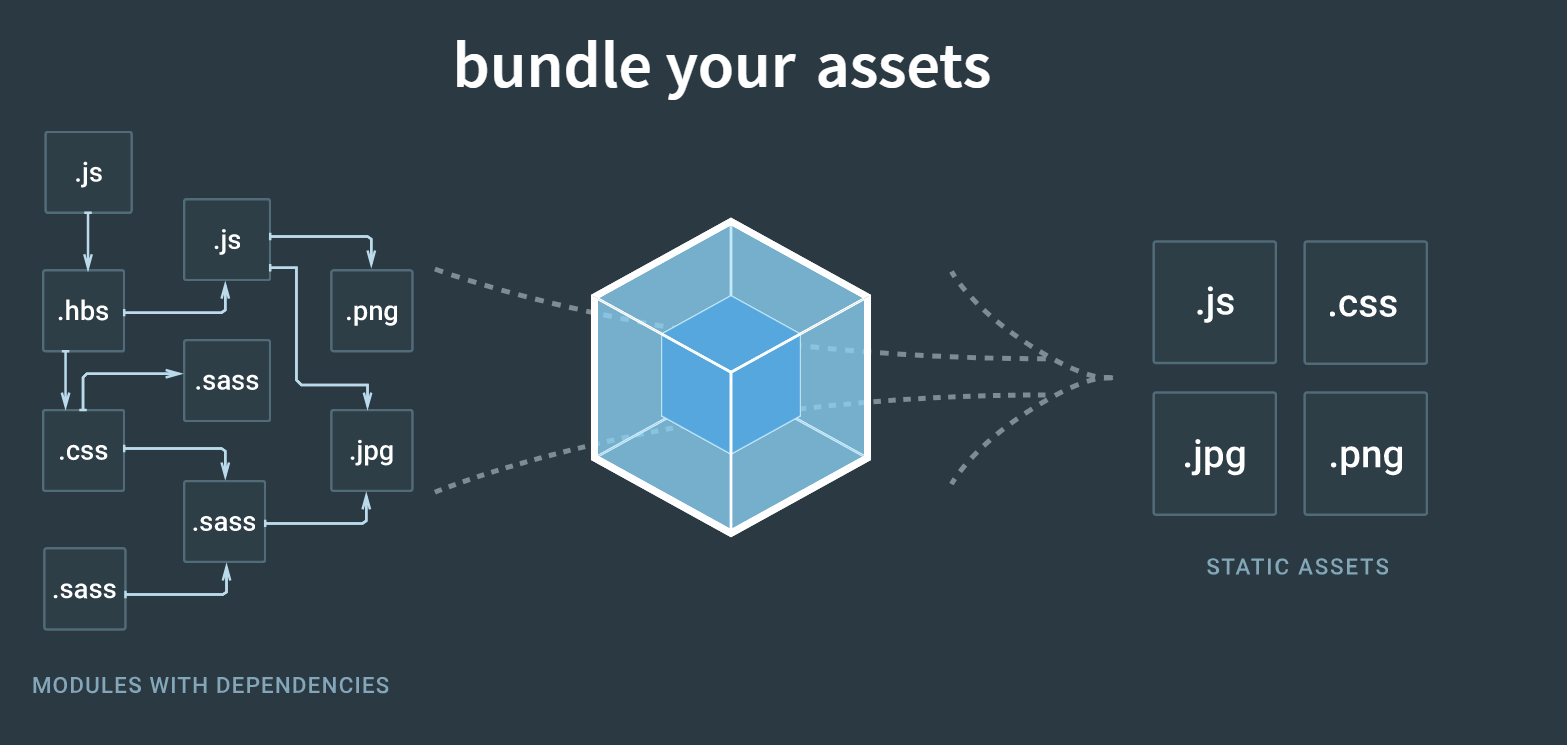 bundle your assets
.js
.js
.hbs
.png
.sass
.css
.jpg
.sass
.sass
MODULES WITH DEPENDENCIES
.js
.css
.jpg
.png
STATIC ASSETS